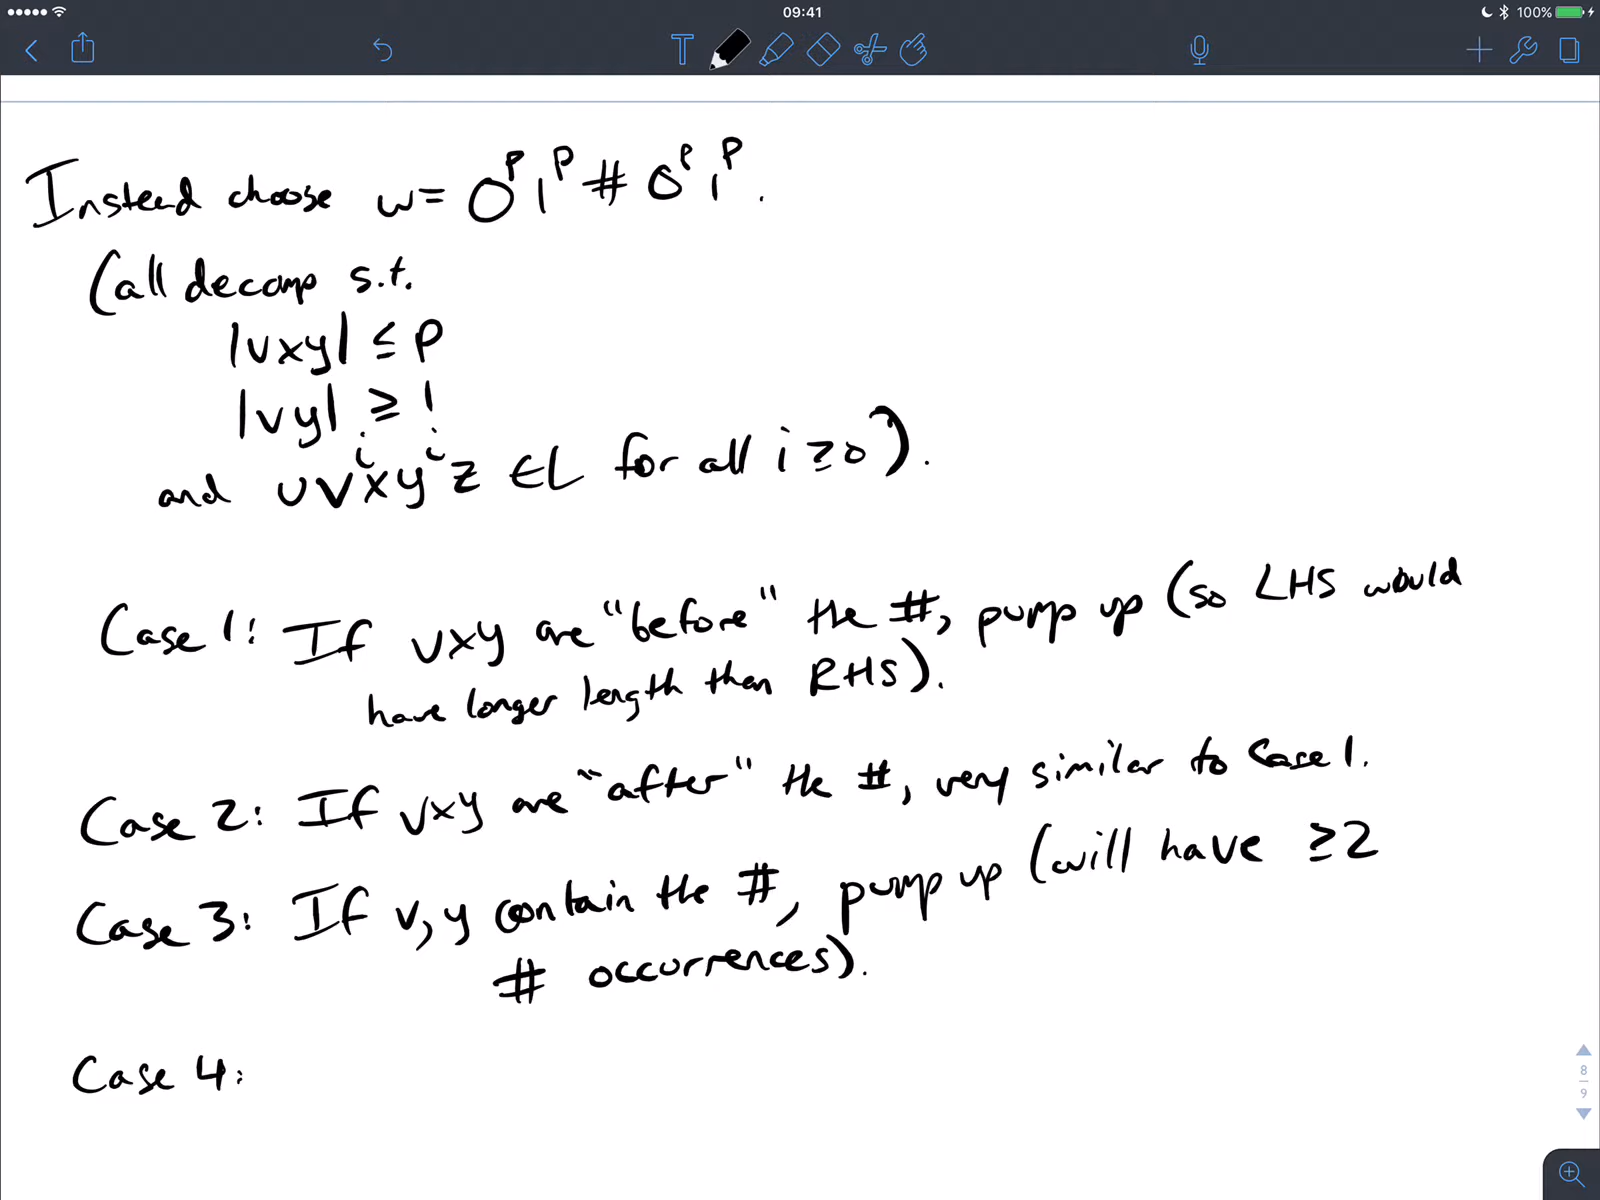 09:41
100%
T
Instead choose w = 0^p 1^p # 0^p 1^p.
(all decomp s.t.
|vxy| ≤ p
|vy| ≥ 1
and uv^i xy^i z ∈ L for all i ≥ 0).
Case 1: If vxy are "before" the #, pump up (so LHS would
have longer length than RHS).
Case 2: If vxy are "after" the #, very similar to Case 1.
Case 3: If v, y contain the #, pump up (will have ≥ 2
# occurrences).
Case 4:
8
9